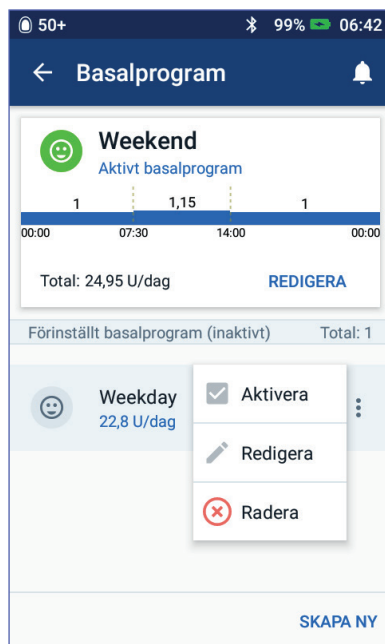 50+ 99% 06:42
Basalprogram
Weekend
Aktivt basalprogram
1 1,15 1
00:00 07:30 14:00 00:00
Total: 24,95 U/dag REDIGERA
Förinställt basalprogram (inaktivt) Total: 1
Weekday
22,8 U/dag
Aktivera
Redigera
Radera
SKAPA NY